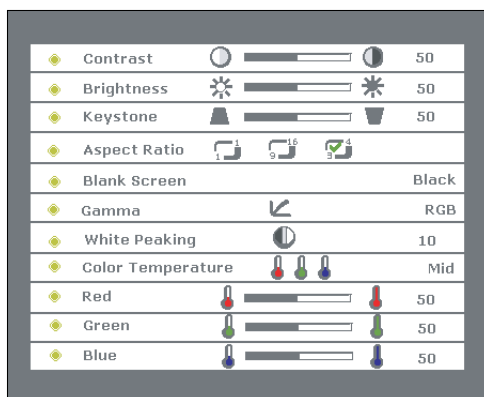 Contrast 50
Brightness 50
Keystone 50
Aspect Ratio 1 1 9 16 3 4
Blank Screen Black
Gamma RGB
White Peaking 10
Color Temperature Mid
Red 50
Green 50
Blue 50